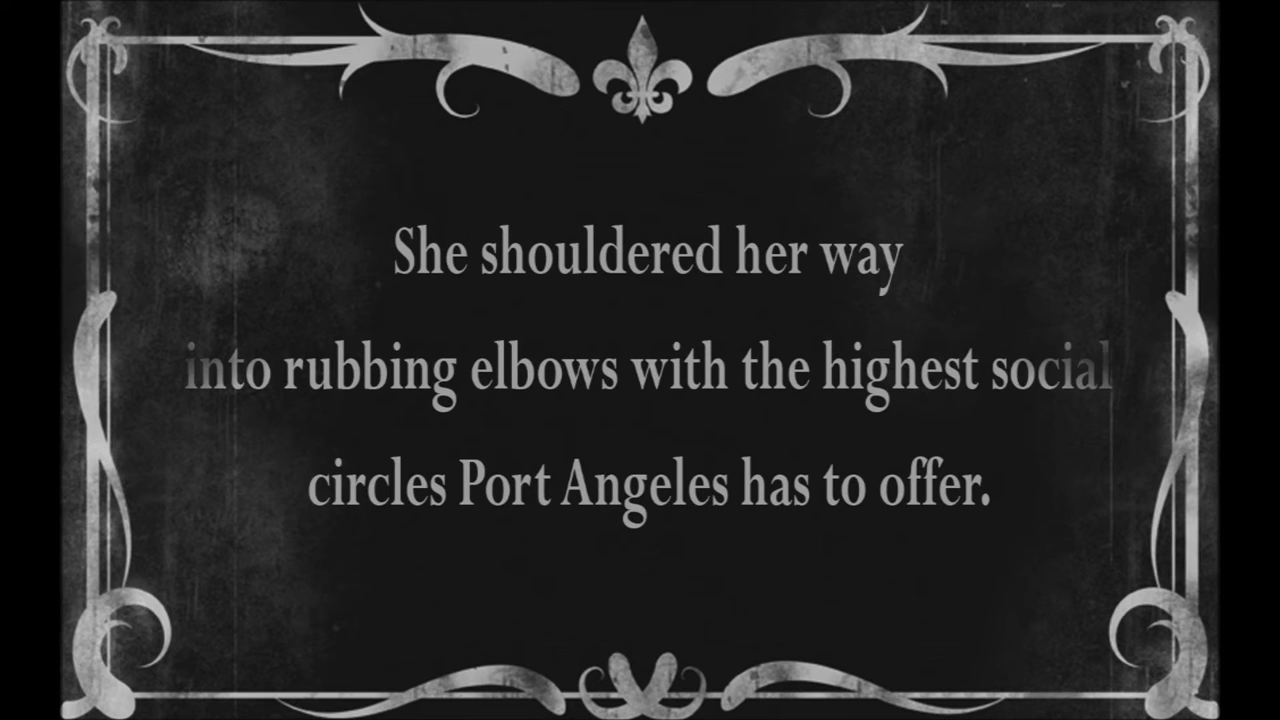 She shouldered her way
into rubbing elbows with the highest social
circles Port Angeles has to offer.